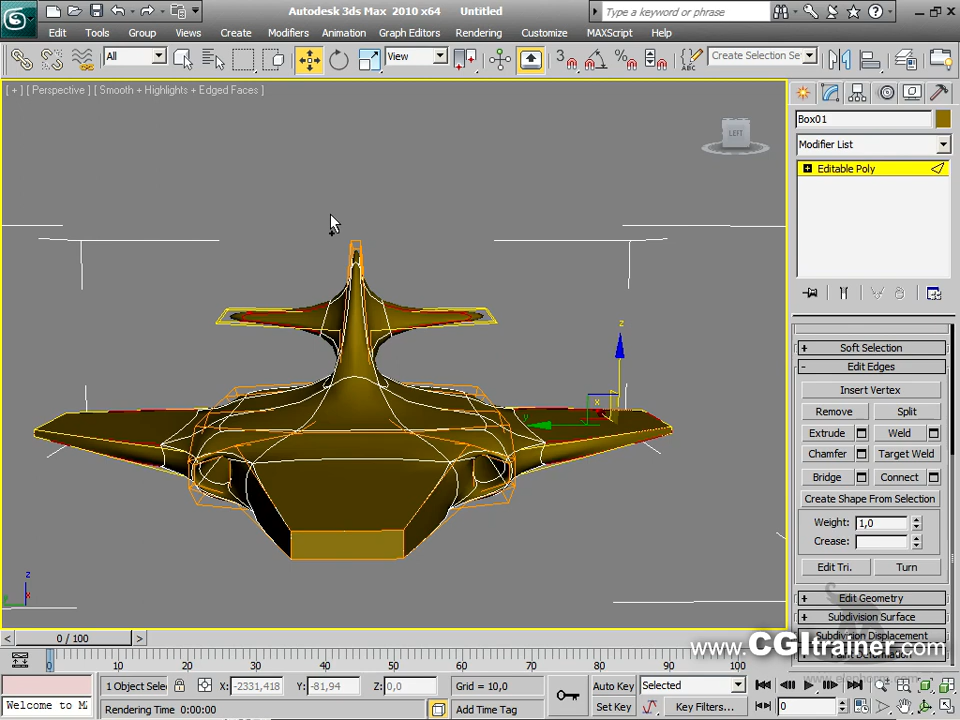 Autodesk 3ds Max 2010 x64 Untitled
Type a keyword or phrase
Edit Tools Group Views Create Modifiers Animation Graph Editors Rendering Customize MAXScript Help
All
View
3
Create Selection Se
[ + ] [ Perspective ] [ Smooth + Highlights + Edged Faces ]
LEFT
Box01
Modifier List
Editable Poly
z
x
y
Soft Selection
Edit Edges
Insert Vertex
Remove Split
Extrude Weld
Chamfer Target Weld
Bridge Connect
Create Shape From Selection
Weight: 1,0
Crease:
Edit Tri. Turn
Edit Geometry
Subdivision Surface
Subdivision Displacement
Paint Deformation
z
x
www.CGItrainer.com
0 / 100
0 10 20 30 40 50 60 70 80 90 100
1 Object Selec X: -2331,418 Y: -81,94 Z: 0,0 Grid = 10,0 Auto Key Selected
Welcome to M Rendering Time 0:00:00 Add Time Tag Set Key Key Filters... 0